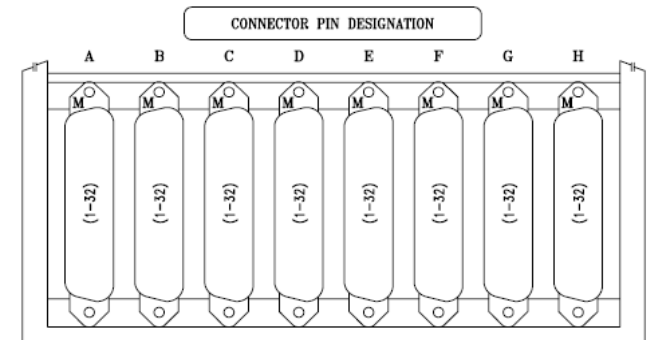 CONNECTOR PIN DESIGNATION
A B C D E F G H
M M M M M M M M
(1-32) (1-32) (1-32) (1-32) (1-32) (1-32) (1-32) (1-32)